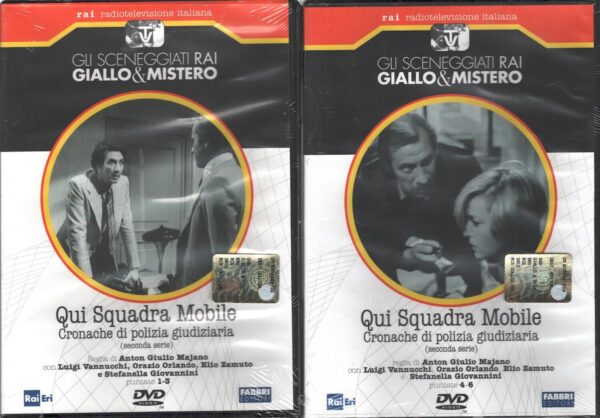 rai radiotelevisione italiana
TV
GLI SCENEGGIATI RAI
GIALLO&MISTERO
Qui Squadra Mobile
Cronache di polizia giudiziaria
(seconda serie)
Regia di Anton Giulio Majano
con Luigi Vannucchi, Orazio Orlando, Elio Zamuto
e Stefanella Giovannini
puntate 1-3
Rai Eri
DVD
VIDEO
FABBRI
EDITORI
rai radiotelevisione italiana
TV
GLI SCENEGGIATI RAI
GIALLO&MISTERO
Qui Squadra Mobile
Cronache di polizia giudiziaria
(seconda serie)
Regia di Anton Giulio Majano
con Luigi Vannucchi, Orazio Orlando, Elio Zamuto
e Stefanella Giovannini
puntate 4-6
Rai Eri
DVD
VIDEO
FABBRI
EDITORI